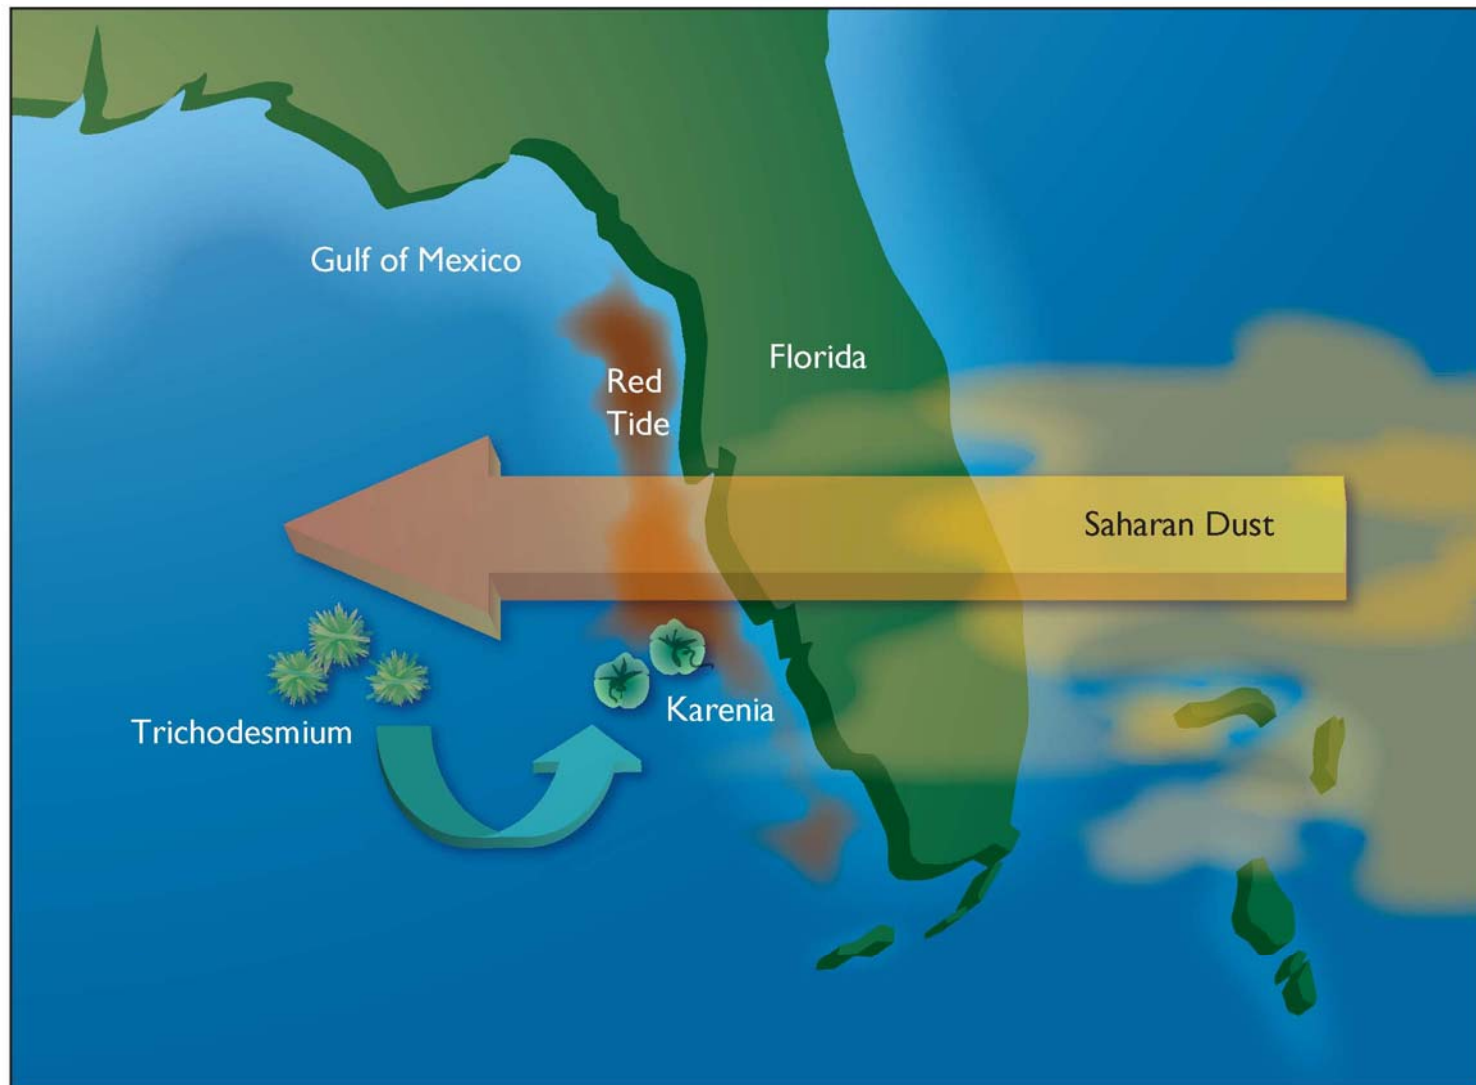 Gulf of Mexico
Florida
Red
Tide
Saharan Dust
Karenia
Trichodesmium